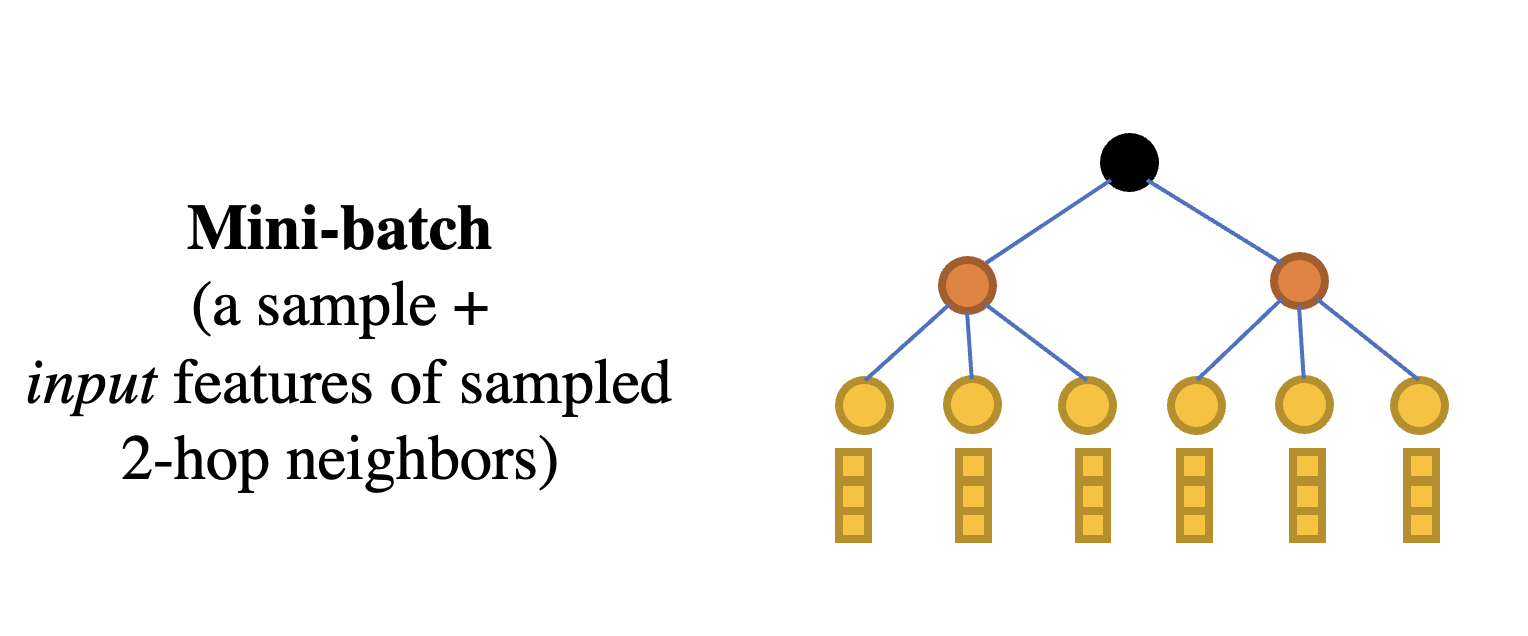 Mini-batch
(a sample +
input features of sampled
2-hop neighbors)